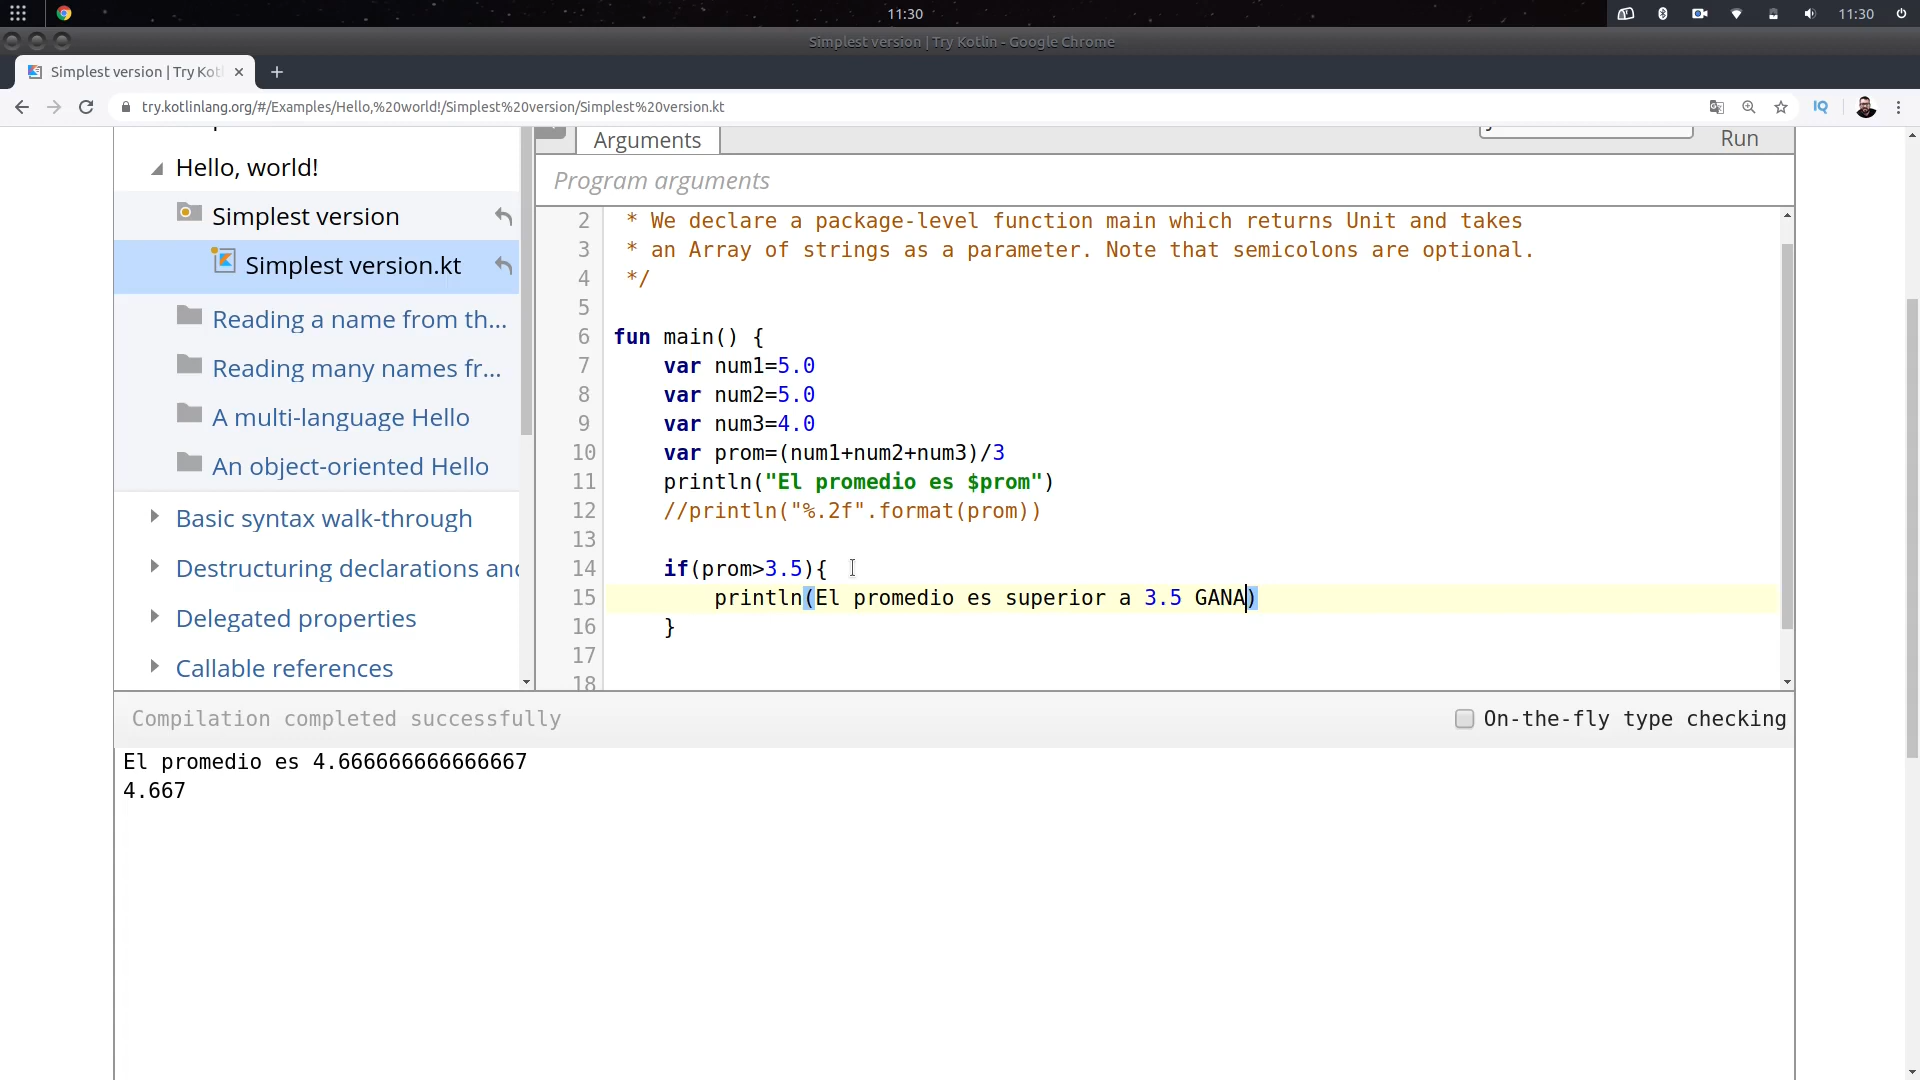 11:30
11:30
Simplest version | Try Kotlin - Google Chrome
Simplest version | Try Kotl
try.kotlinlang.org/#/Examples/Hello,%20world!/Simplest%20version/Simplest%20version.kt
IQ
Hello, world!
Simplest version
Simplest version.kt
Reading a name from th...
Reading many names fr...
A multi-language Hello
An object-oriented Hello
Basic syntax walk-through
Destructuring declarations and
Delegated properties
Callable references
Arguments
Run
Program arguments
2 * We declare a package-level function main which returns Unit and takes
3 * an Array of strings as a parameter. Note that semicolons are optional.
4 */
5
6 fun main() {
7 var num1=5.0
8 var num2=5.0
9 var num3=4.0
10 var prom=(num1+num2+num3)/3
11 println("El promedio es $prom")
12 //println("%.2f".format(prom))
13
14 if(prom>3.5){
15 println(El promedio es superior a 3.5 GANA)
16 }
17
18
Compilation completed successfully
On-the-fly type checking
El promedio es 4.666666666666667
4.667